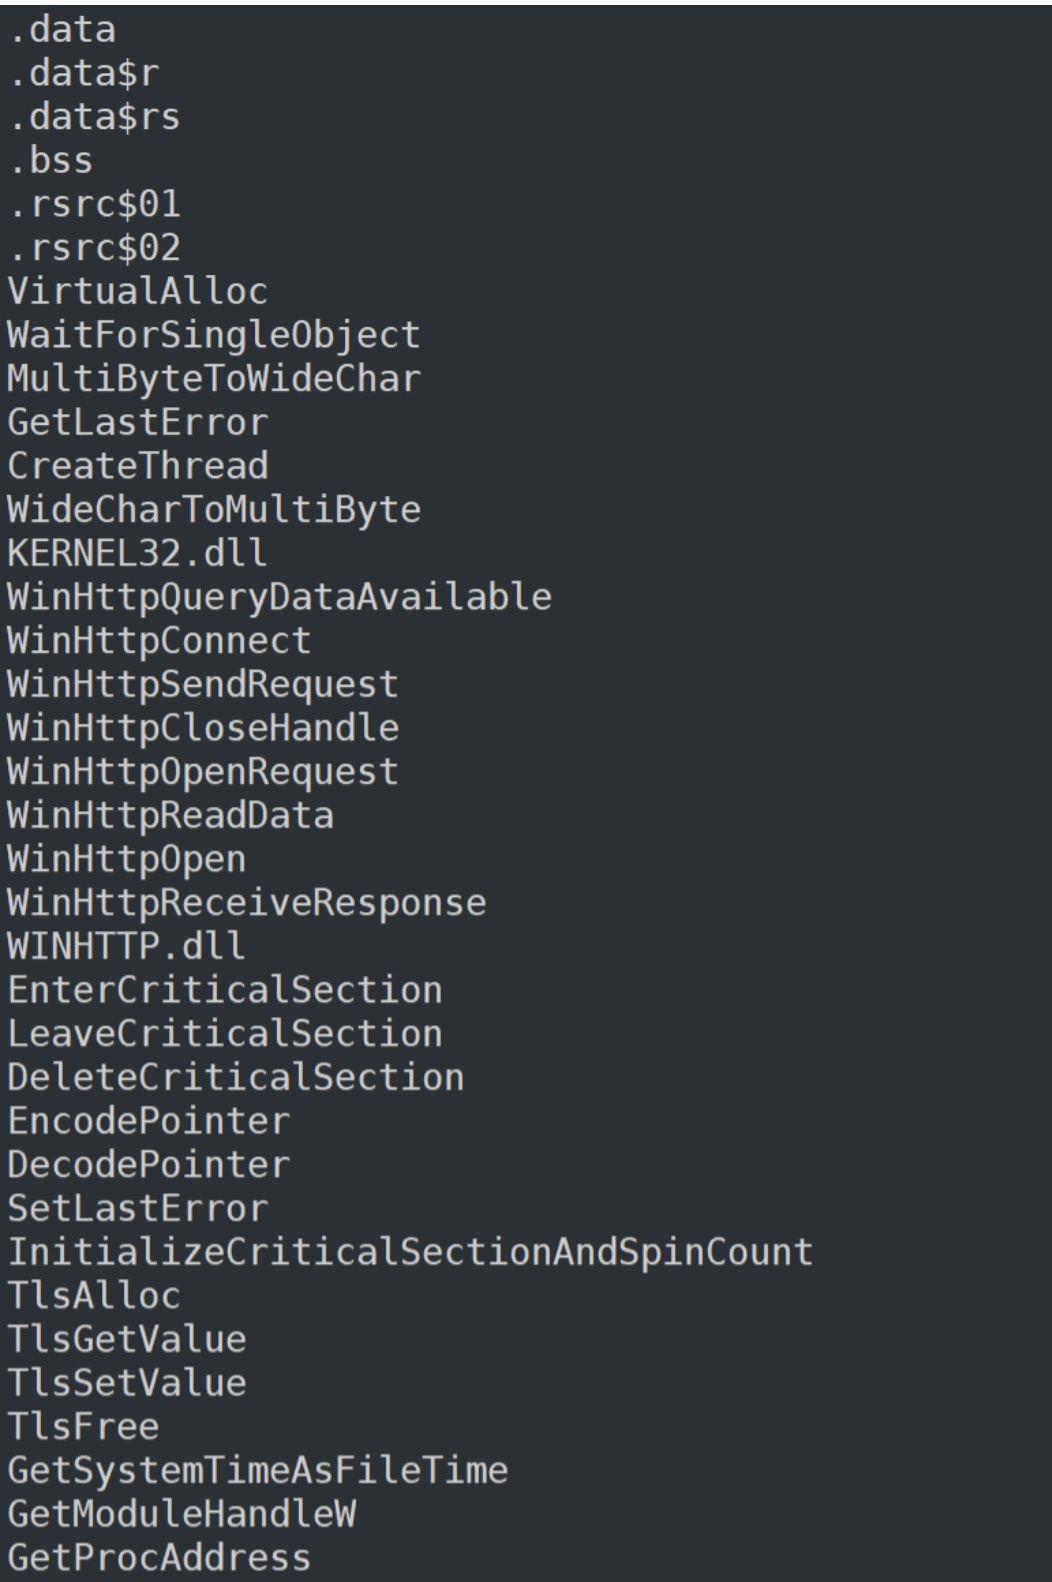 .data
.data$r
.data$rs
.bss
.rsrc$01
.rsrc$02
VirtualAlloc
WaitForSingleObject
MultiByteToWideChar
GetLastError
CreateThread
WideCharToMultiByte
KERNEL32.dll
WinHttpQueryDataAvailable
WinHttpConnect
WinHttpSendRequest
WinHttpCloseHandle
WinHttpOpenRequest
WinHttpReadData
WinHttpOpen
WinHttpReceiveResponse
WINHTTP.dll
EnterCriticalSection
LeaveCriticalSection
DeleteCriticalSection
EncodePointer
DecodePointer
SetLastError
InitializeCriticalSectionAndSpinCount
TlsAlloc
TlsGetValue
TlsSetValue
TlsFree
GetSystemTimeAsFileTime
GetModuleHandleW
GetProcAddress